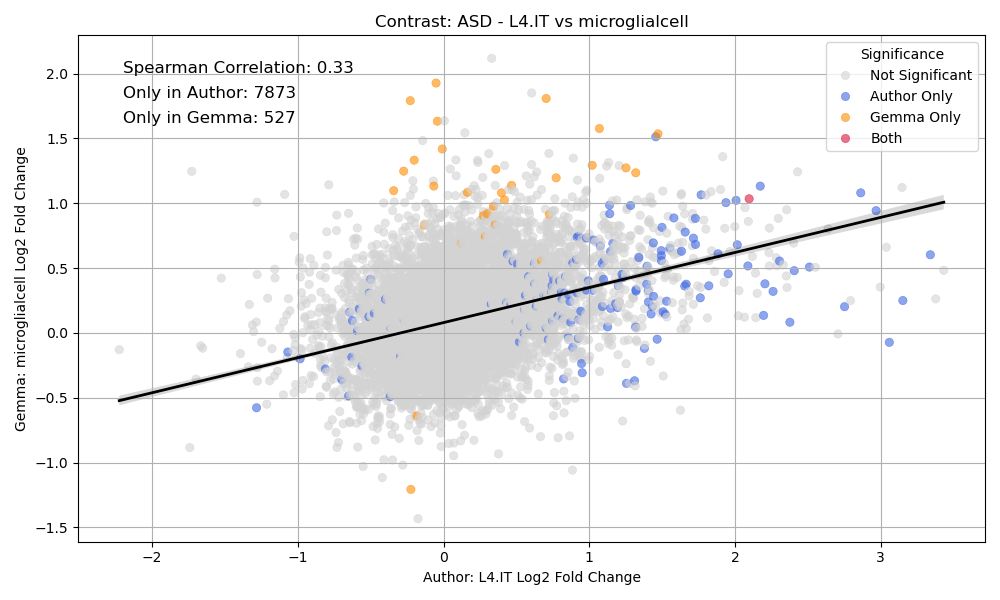 Contrast: ASD - L4.IT vs microglialcell
Spearman Correlation: 0.33
Only in Author: 7873
Only in Gemma: 527
Significance
Not Significant
Author Only
Gemma Only
Both
Gemma: microglialcell Log2 Fold Change
2.0
1.5
1.0
0.5
0.0
−0.5
−1.0
−1.5
−2
−1
0
1
2
3
Author: L4.IT Log2 Fold Change